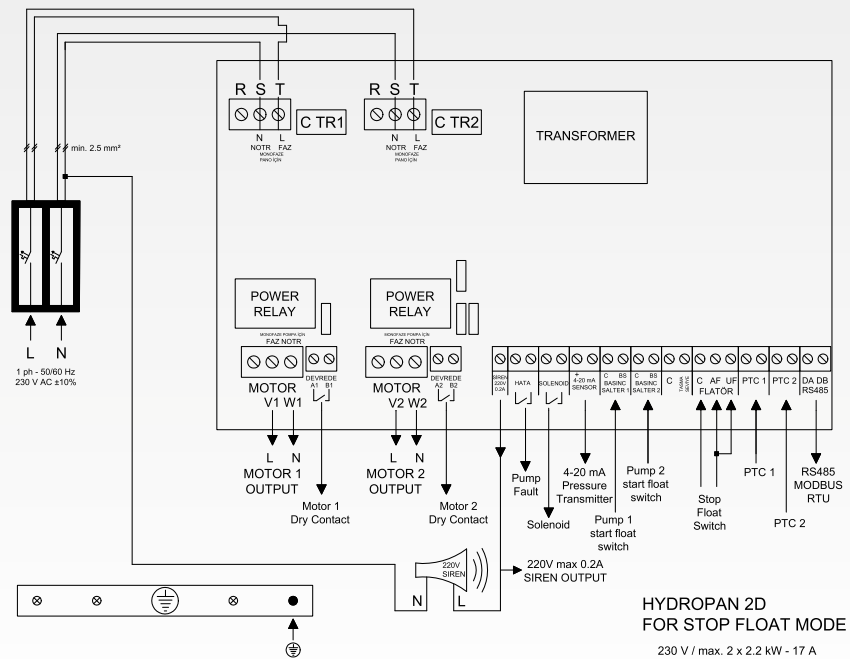 R S T
C TR1
N L
NOTR FAZ
MONOFAZE
PANO İÇİN
R S T
C TR2
N L
NOTR FAZ
MONOFAZE
PANO İÇİN
TRANSFORMER
min. 2.5 mm²
L N
1 ph - 50/60 Hz
230 V AC ±10%
POWER
RELAY
MONOFAZE POMPA İÇİN
FAZ NOTR
MOTOR
V1 W1
DEVREDE
A1 B1
POWER
RELAY
MONOFAZE POMPA İÇİN
FAZ NOTR
MOTOR
V2 W2
DEVREDE
A2 B2
SIREN
220V
0.2A
HATA
SOLENOID
+
4-20 mA
SENSOR
C BS
BASINC
SALTER 1
C BS
BASINC
SALTER 2
C
TASMA
SEVIYE
C AF UF
FLATÖR
PTC 1
PTC 2
DA DB
RS485
L N
MOTOR 1
OUTPUT
Motor 1
Dry Contact
L N
MOTOR 2
OUTPUT
Motor 2
Dry Contact
Pump
Fault
Solenoid
4-20 mA
Pressure
Transmitter
Pump 1
start float
switch
Pump 2
start float
switch
Stop
Float
Switch
PTC 1
PTC 2
RS485
MODBUS
RTU
220V
SIREN
N L
220V max 0.2A
SIREN OUTPUT
HYDROPAN 2D
FOR STOP FLOAT MODE
230 V / max. 2 x 2.2 kW - 17 A